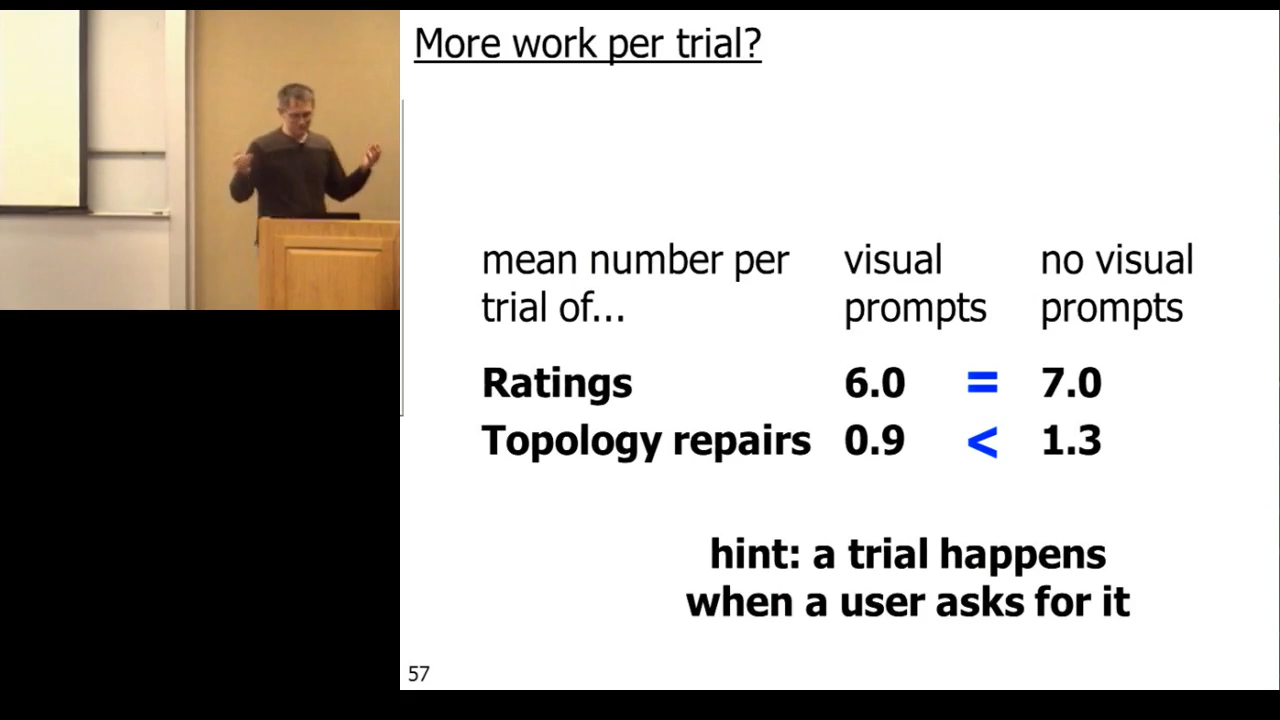 More work per trial?
mean number per visual no visual
trial of... prompts prompts
Ratings 6.0 = 7.0
Topology repairs 0.9 < 1.3
hint: a trial happens
when a user asks for it
57